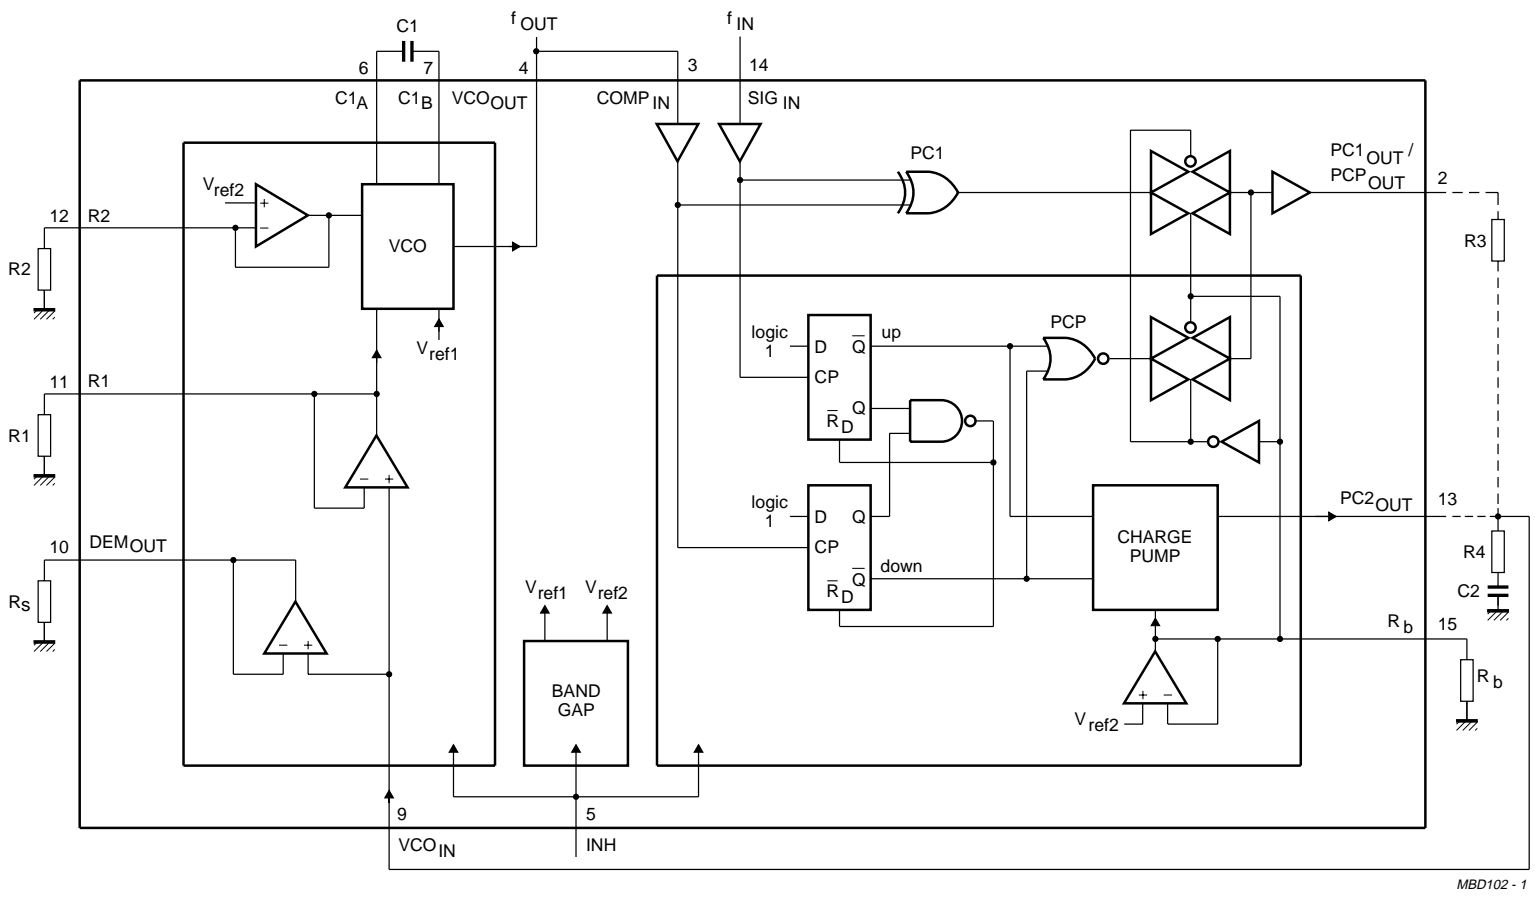 C1
f OUT
f IN
6
7
4
3
14
C1A
C1B
VCOOUT
COMPIN
SIG IN
Vref2
+
−
12
R2
R2
VCO
Vref1
PC1
PC1OUT /
PCPOUT
2
R3
11
R1
R1
− +
logic
1
D
Q̅
up
CP
Q
R̅D
PCP
logic
1
D
Q
CP
Q̅
down
R̅D
CHARGE
PUMP
PC2OUT
13
R4
C2
10
DEMOUT
Rs
− +
Vref1
Vref2
BAND
GAP
Rb
15
Rb
+ −
Vref2
9
VCOIN
5
INH
MBD102 - 1